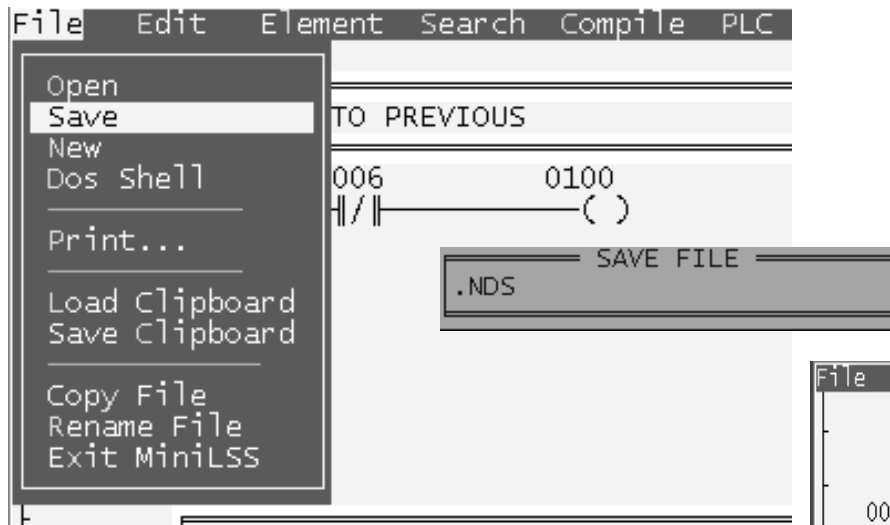 File Edit Element Search Compile PLC
Open
Save
New
Dos Shell
Print...
Load Clipboard
Save Clipboard
Copy File
Rename File
Exit MiniLSS
TO PREVIOUS
006 0100
SAVE FILE
.NDS
File
00